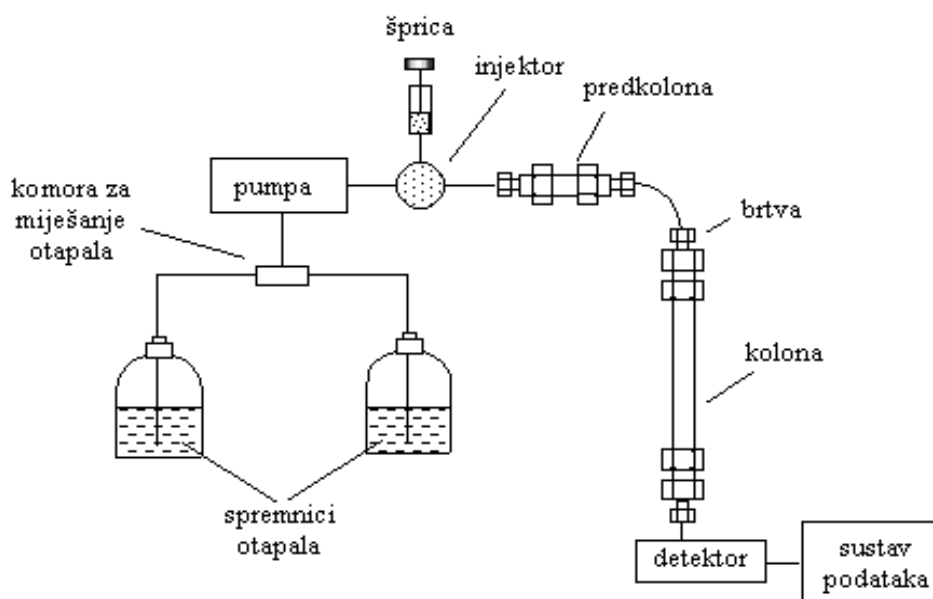 šprica
injektor
predkolona
pumpa
komora za
miješanje
otapala
brtva
kolona
spremnici
otapala
detektor
sustav
podataka